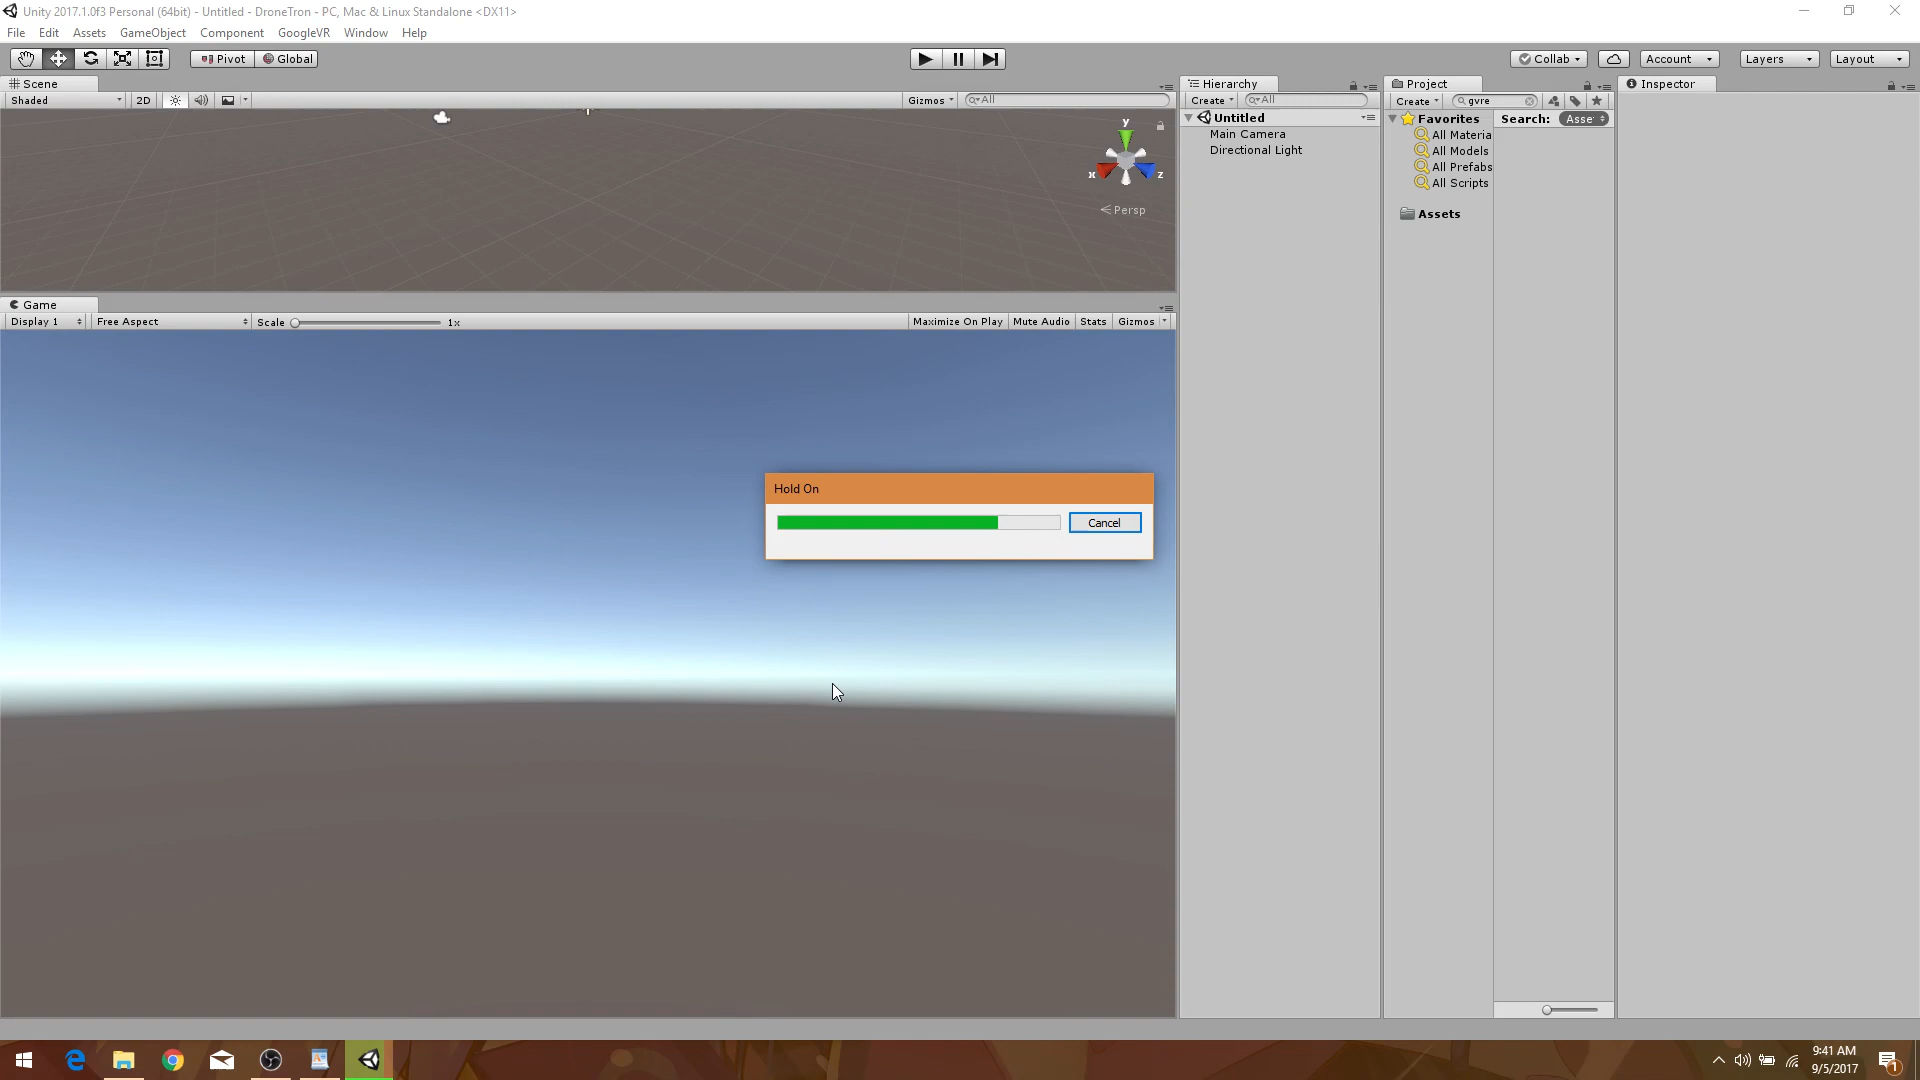 Unity 2017.1.0f3 Personal (64bit) - Untitled - DroneTron - PC, Mac & Linux Standalone <DX11>
File Edit Assets GameObject Component GoogleVR Window Help
Pivot Global Collab Account Layers Layout
Scene
Shaded 2D Gizmos All
y
x
z
Persp
Game
Display 1 Free Aspect Scale 1x Maximize On Play Mute Audio Stats Gizmos
Hold On
Cancel
Hierarchy
Create All
Untitled
Main Camera
Directional Light
Project
Create gvre
Favorites
All Materia
All Models
All Prefabs
All Scripts
Assets
Search: Asse
Inspector
9:41 AM
9/5/2017
1